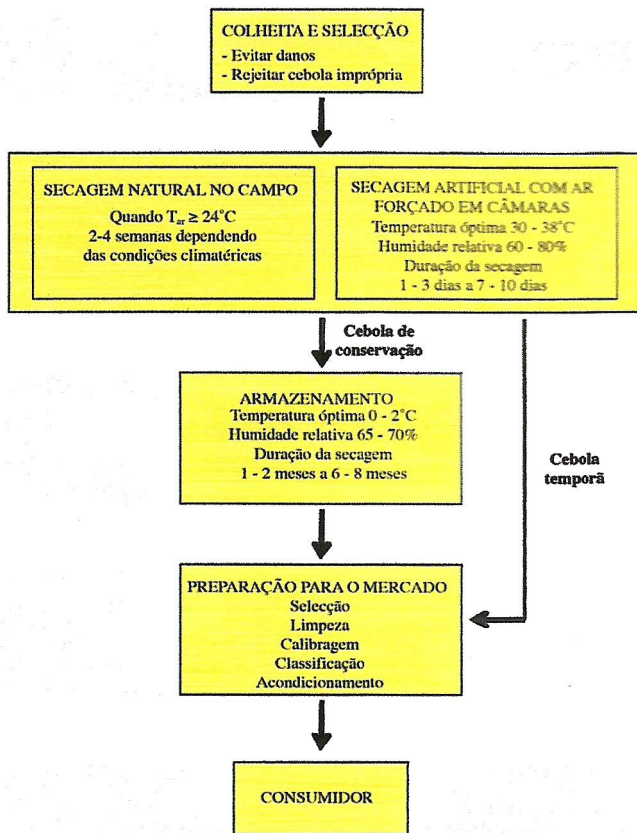 COLHEITA E SELECÇÃO
- Evitar danos
- Rejeitar cebola imprópria
SECAGEM NATURAL NO CAMPO
Quando Tar ≥ 24°C
2-4 semanas dependendo
das condições climatéricas
SECAGEM ARTIFICIAL COM AR
FORÇADO EM CÂMARAS
Temperatura óptima 30 - 38°C
Humidade relativa 60 - 80%
Duração da secagem
1 - 3 dias a 7 - 10 dias
Cebola de
conservação
ARMAZENAMENTO
Temperatura óptima 0 - 2°C
Humidade relativa 65 - 70%
Duração da secagem
1 - 2 meses a 6 - 8 meses
Cebola
temporã
PREPARAÇÃO PARA O MERCADO
Selecção
Limpeza
Calibragem
Classificação
Acondicionamento
CONSUMIDOR